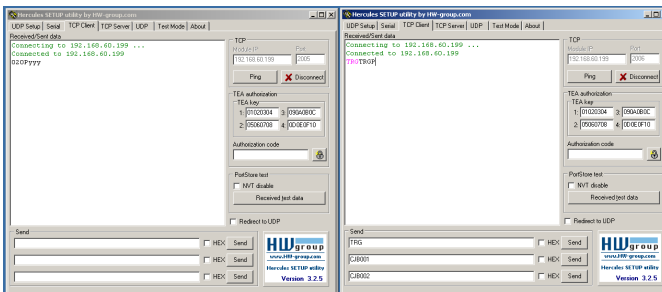 Hercules SETUP utility by HW-group.com
UDP Setup Serial TCP Client TCP Server UDP Test Mode About
Received/Sent data
Connecting to 192.168.60.199 ...
Connected to 192.168.60.199
020Pyyy
TCP
Module IP Port
192.168.60.199 2005
Ping Disconnect
TEA authorization
TEA key
1: 01020304 3: 090A0B0C
2: 05060708 4: 0D0E0F10
Authorization code
PortStore test
NVT disable
Received test data
Redirect to UDP
Send
HEX Send
HEX Send
HEX Send
HW group
www.HW-group.com
Hercules SETUP utility
Version 3.2.5
Hercules SETUP utility by HW-group.com
UDP Setup Serial TCP Client TCP Server UDP Test Mode About
Received/Sent data
Connecting to 192.168.60.199 ...
Connected to 192.168.60.199
TRGTRGP
TCP
Module IP Port
192.168.60.199 2006
Ping Disconnect
TEA authorization
TEA key
1: 01020304 3: 090A0B0C
2: 05060708 4: 0D0E0F10
Authorization code
PortStore test
NVT disable
Received test data
Redirect to UDP
Send
TRG HEX Send
CJB001 HEX Send
CJB002 HEX Send
HW group
www.HW-group.com
Hercules SETUP utility
Version 3.2.5